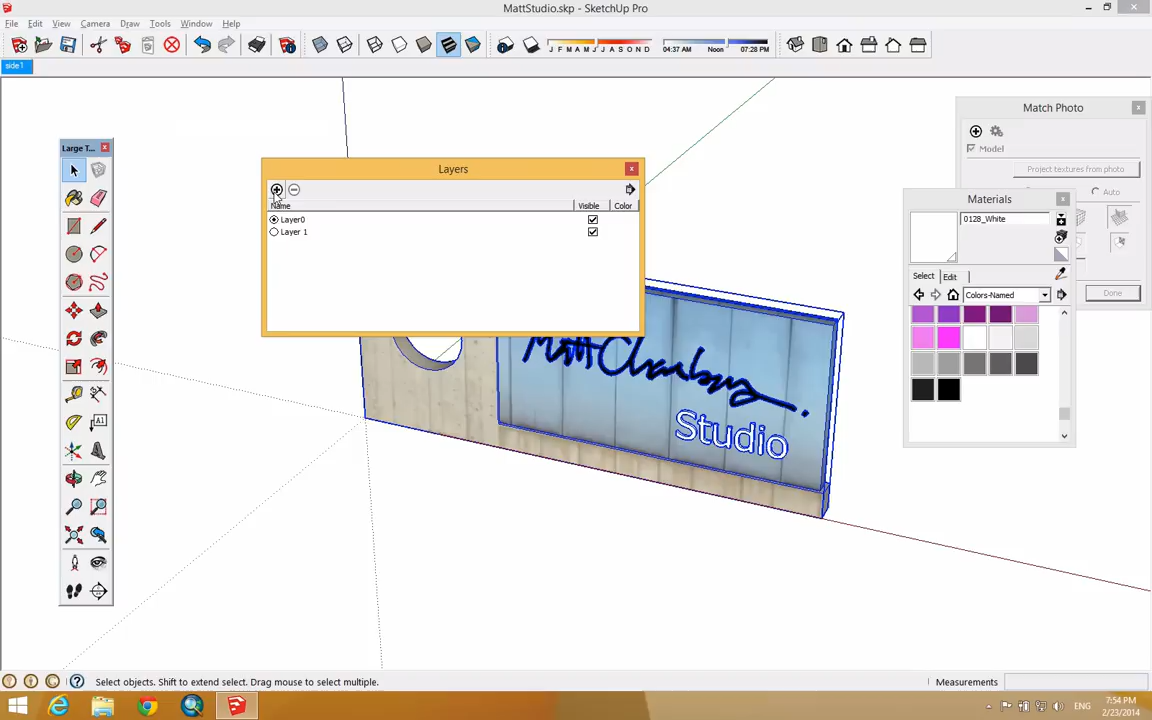 MattStudio.skp - SketchUp Pro
File Edit View Camera Draw Tools Window Help
J F M A M J J A S O N D 04:37 AM Noon 07:28 PM
side1
Large T...
Layers
Name Visible Color
Layer0
Layer 1
Match Photo
Model
Project textures from photo
Auto
Done
Materials
0128_White
Select Edit
Colors-Named
A1
Matt
Studio
Select objects. Shift to extend select. Drag mouse to select multiple.
Measurements
ENG
7:54 PM
2/23/2014